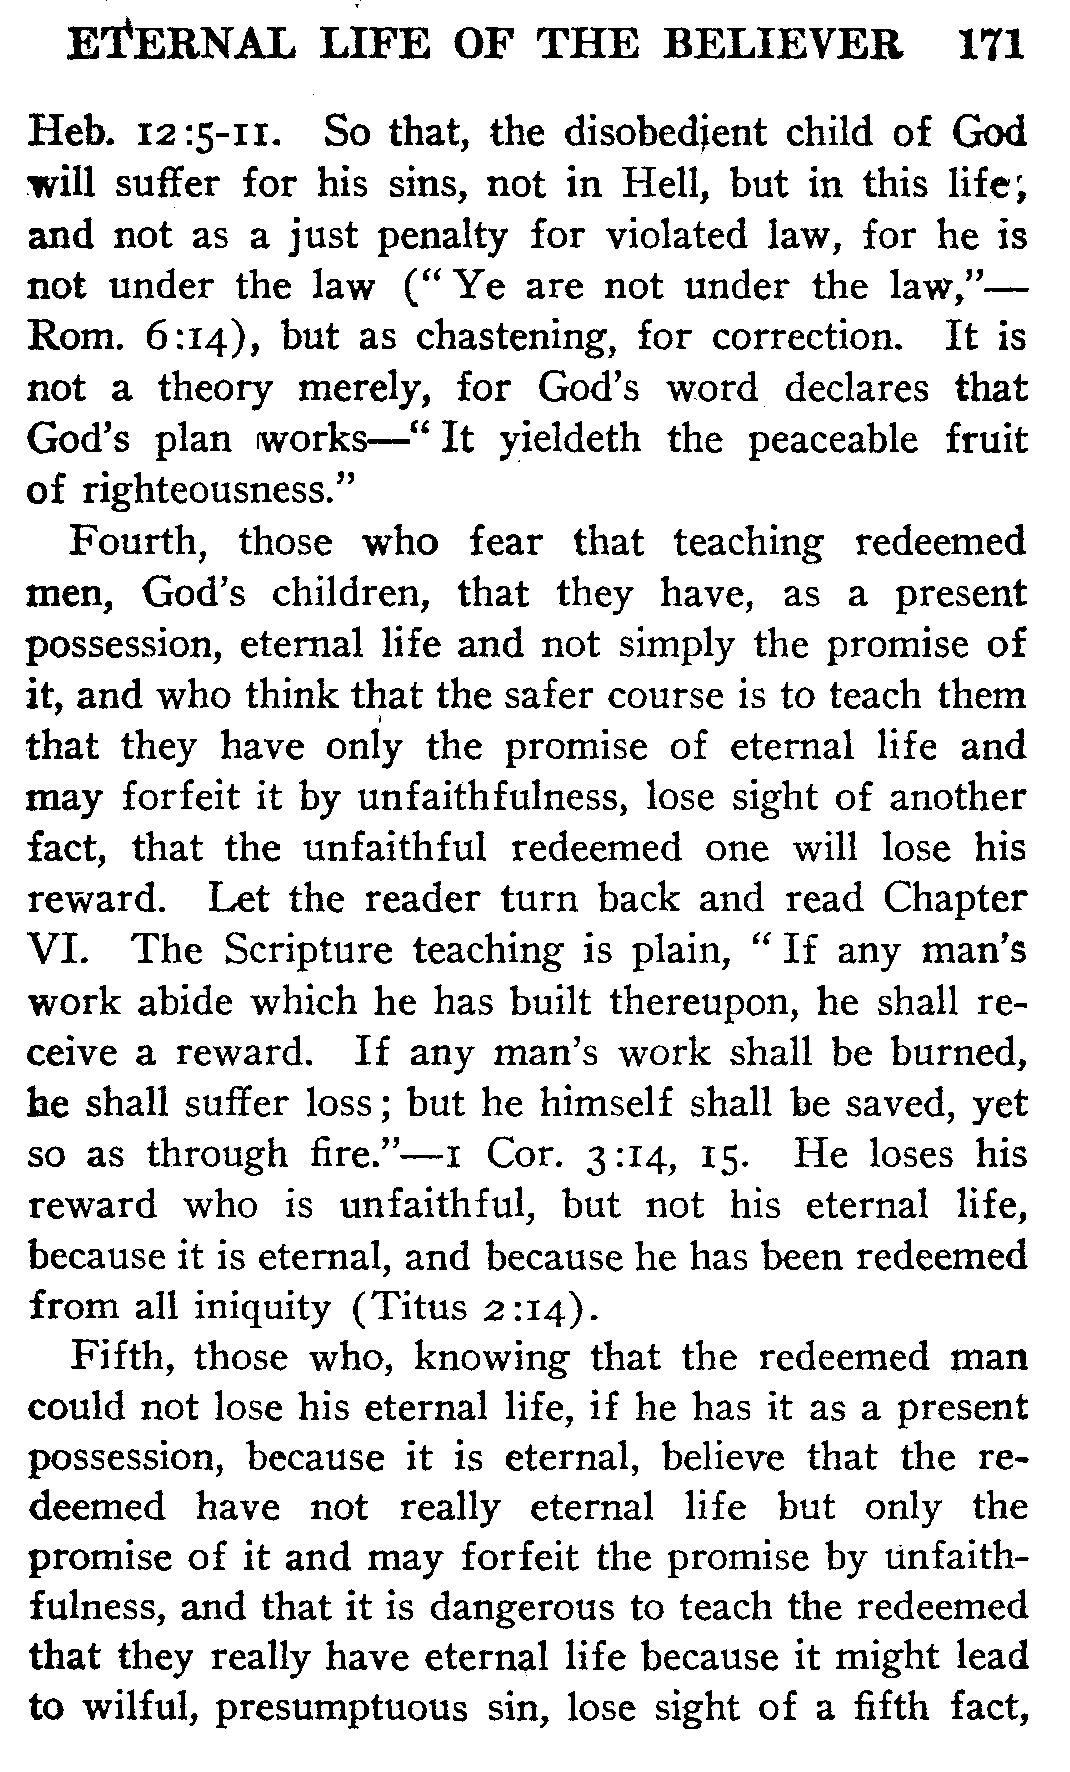 ETERNAL LIFE OF THE BELIEVER 171
Heb. 12:5-11. So that, the disobedient child of God
will suffer for his sins, not in Hell, but in this life;
and not as a just penalty for violated law, for he is
not under the law (“Ye are not under the law,”—
Rom. 6:14), but as chastening, for correction. It is
not a theory merely, for God’s word declares that
God’s plan works—“It yieldeth the peaceable fruit
of righteousness.”
Fourth, those who fear that teaching redeemed
men, God’s children, that they have, as a present
possession, eternal life and not simply the promise of
it, and who think that the safer course is to teach them
that they have only the promise of eternal life and
may forfeit it by unfaithfulness, lose sight of another
fact, that the unfaithful redeemed one will lose his
reward. Let the reader turn back and read Chapter
VI. The Scripture teaching is plain, “If any man’s
work abide which he has built thereupon, he shall re-
ceive a reward. If any man’s work shall be burned,
he shall suffer loss; but he himself shall be saved, yet
so as through fire.”—1 Cor. 3:14, 15. He loses his
reward who is unfaithful, but not his eternal life,
because it is eternal, and because he has been redeemed
from all iniquity (Titus 2:14).
Fifth, those who, knowing that the redeemed man
could not lose his eternal life, if he has it as a present
possession, because it is eternal, believe that the re-
deemed have not really eternal life but only the
promise of it and may forfeit the promise by unfaith-
fulness, and that it is dangerous to teach the redeemed
that they really have eternal life because it might lead
to wilful, presumptuous sin, lose sight of a fifth fact,